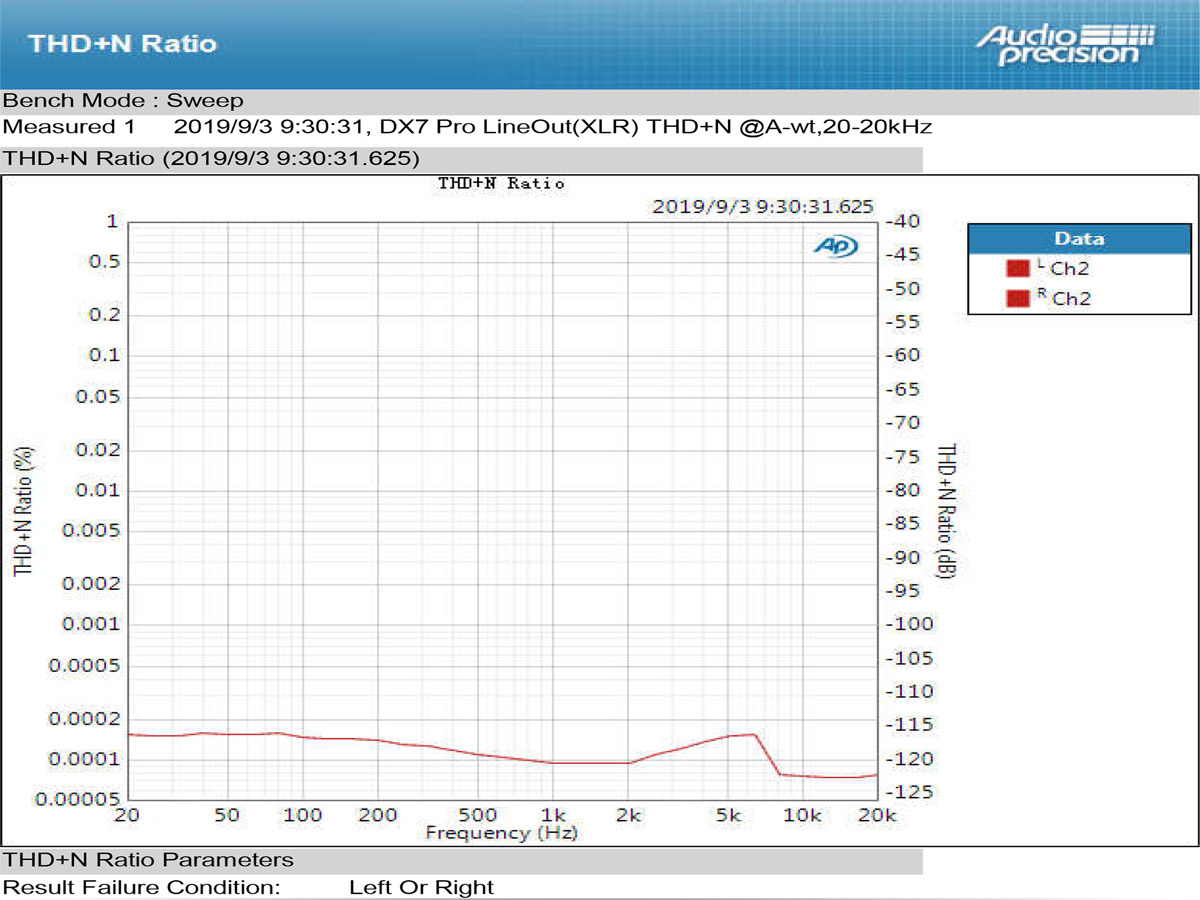 THD+N Ratio
Audio precision
Bench Mode : Sweep
Measured 1 2019/9/3 9:30:31, DX7 Pro LineOut(XLR) THD+N @A-wt,20-20kHz
THD+N Ratio (2019/9/3 9:30:31.625)
THD+N Ratio
2019/9/3 9:30:31.625
AP
1
0.5
0.2
0.1
0.05
0.02
0.01
0.005
0.002
0.001
0.0005
0.0002
0.0001
0.00005
THD+N Ratio (%)
-40
-45
-50
-55
-60
-65
-70
-75
-80
-85
-90
-95
-100
-105
-110
-115
-120
-125
THD+N Ratio (dB)
20 50 100 200 500 1k 2k 5k 10k 20k
Frequency (Hz)
Data
L Ch2
R Ch2
THD+N Ratio Parameters
Result Failure Condition: Left Or Right